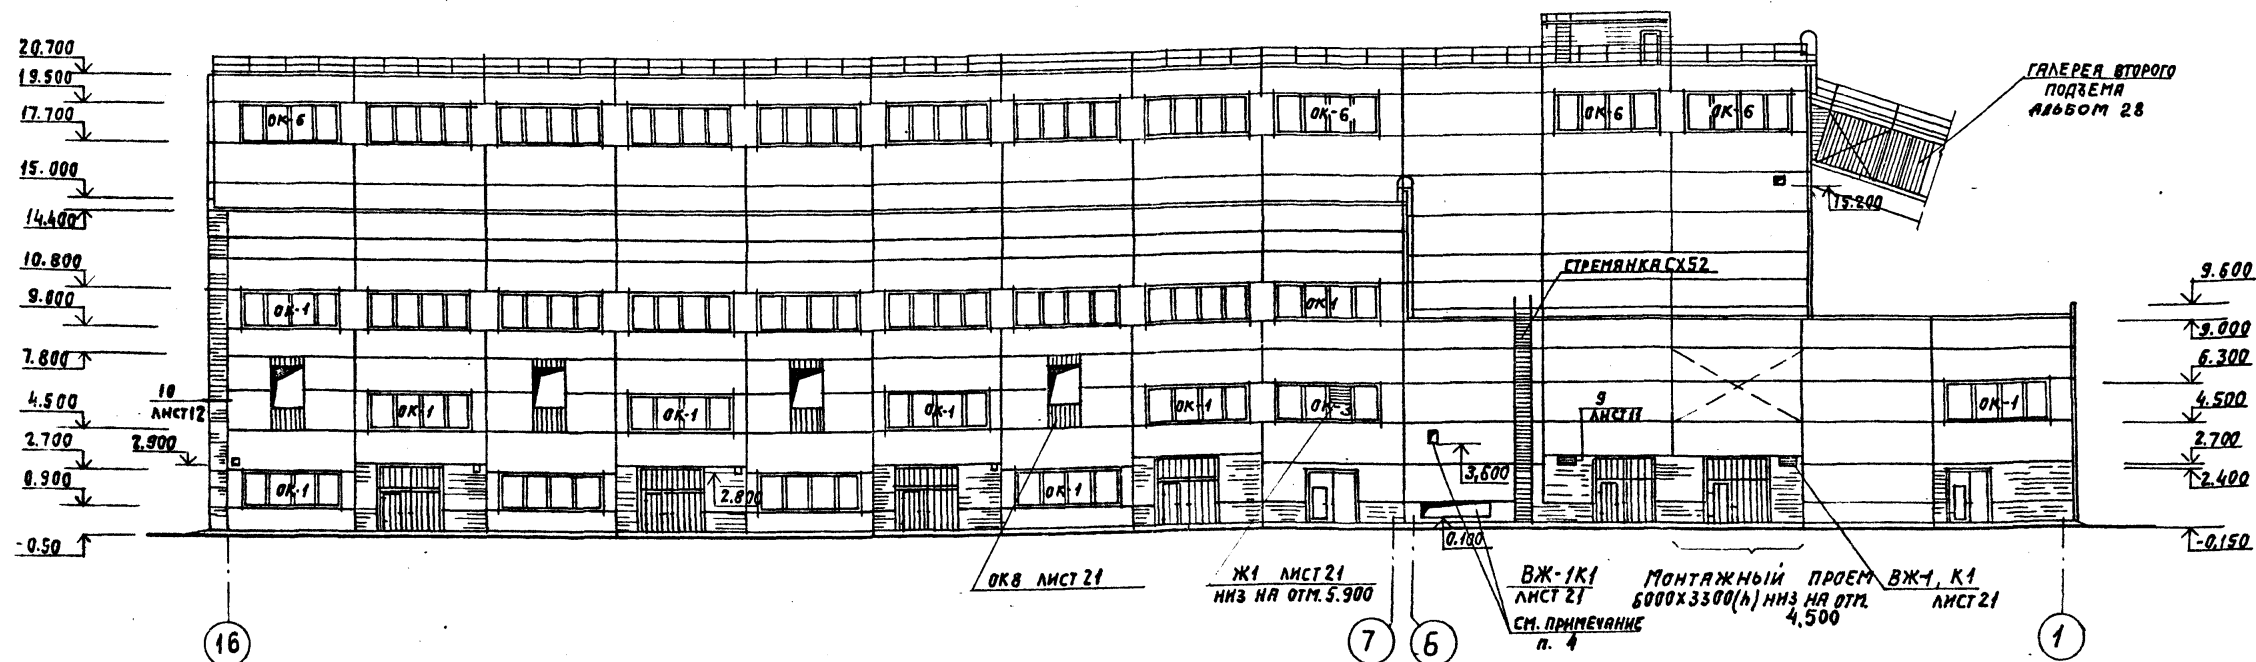 20.700
19.500
17.700
15.000
14.400
10.800
9.600
7.800
10
ЛИСТ 12
4.500
2.700
2.900
0.900
-0.50
ОК-6
ОК-6
ОК-6
ОК-6
ГАЛЕРЕЯ ВТОРОГО
ПОДЪЕМА
АЛЬБОМ 28
15.200
СТРЕМЯНКА СХ52
ОК-1
ОК-1
ОК-1
ОК-1
ОК-1
ОК-1
ОК-3
ОК-1
9
ЛИСТ 11
9.600
9.000
6.300
4.500
2.700
2.400
-0,150
ОК-1
2.800
ОК-1
3,600
0.100
ОК8 ЛИСТ 21
Ж1 ЛИСТ 21
НИЗ НА ОТМ. 5.900
ВЖ-1К1
ЛИСТ 21
СМ. ПРИМЕЧАНИЕ
п. 4
МОНТАЖНЫЙ ПРОЕМ
6000х3300(h) НИЗ НА ОТМ.
4,500
ВЖ-1, К1
ЛИСТ 21
16
7
6
1